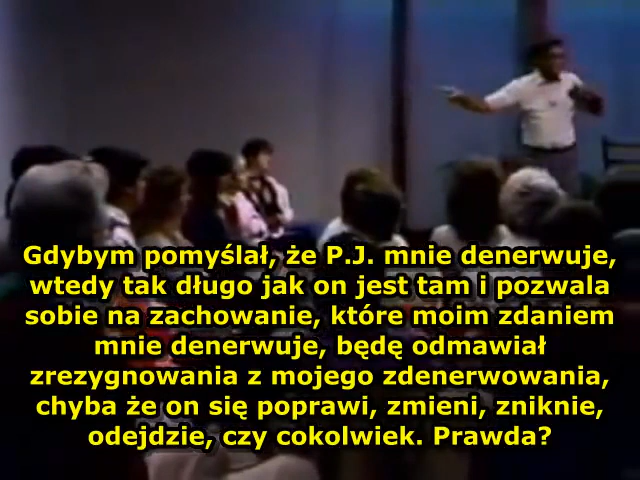 Gdybym pomyślał, że P.J. mnie denerwuje,
wtedy tak długo jak on jest tam i pozwala
sobie na zachowanie, które moim zdaniem
mnie denerwuje, będę odmawiał
zrezygnowania z mojego zdenerwowania,
chyba że on się poprawi, zmieni, zniknie,
odejdzie, czy cokolwiek. Prawda?